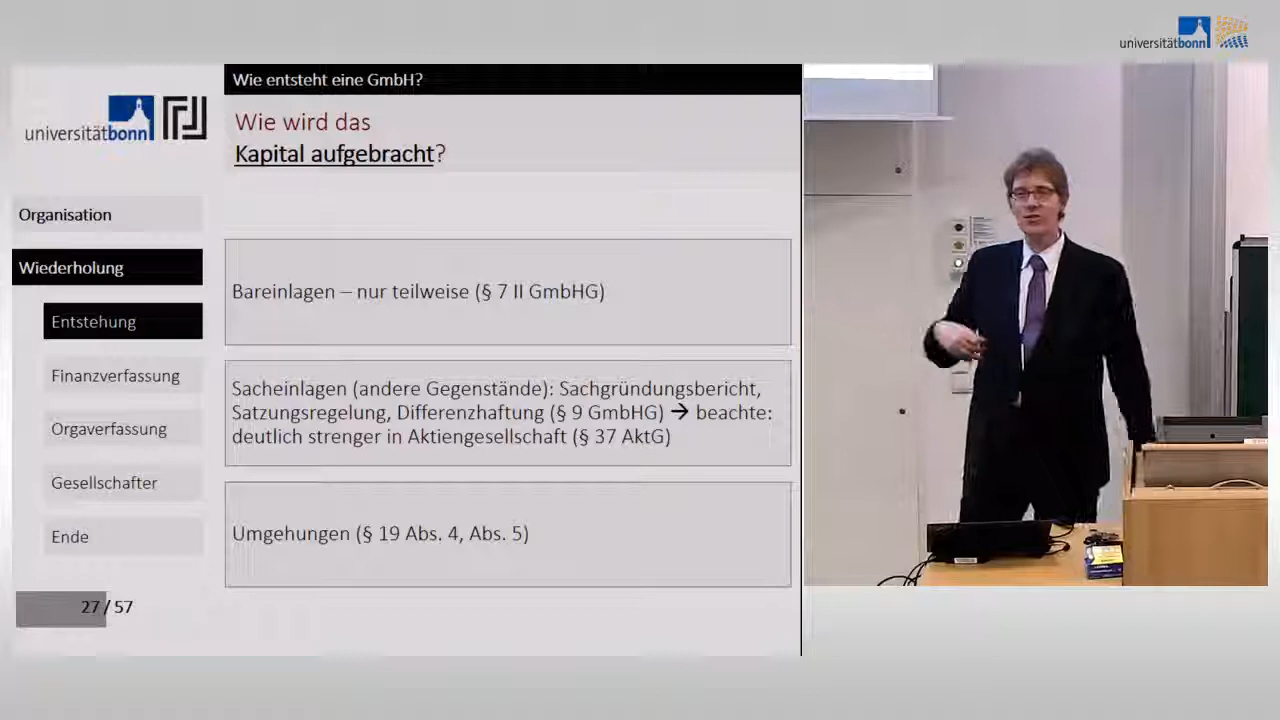 universitätbonn
Wie entsteht eine GmbH?
universitätbonn
Wie wird das
Kapital aufgebracht?
Organisation
Wiederholung
Entstehung
Finanzverfassung
Orgaverfassung
Gesellschafter
Ende
27 / 57
Bareinlagen – nur teilweise (§ 7 II GmbHG)
Sacheinlagen (andere Gegenstände): Sachgründungsbericht,
Satzungsregelung, Differenzhaftung (§ 9 GmbHG) → beachte:
deutlich strenger in Aktiengesellschaft (§ 37 AktG)
Umgehungen (§ 19 Abs. 4, Abs. 5)